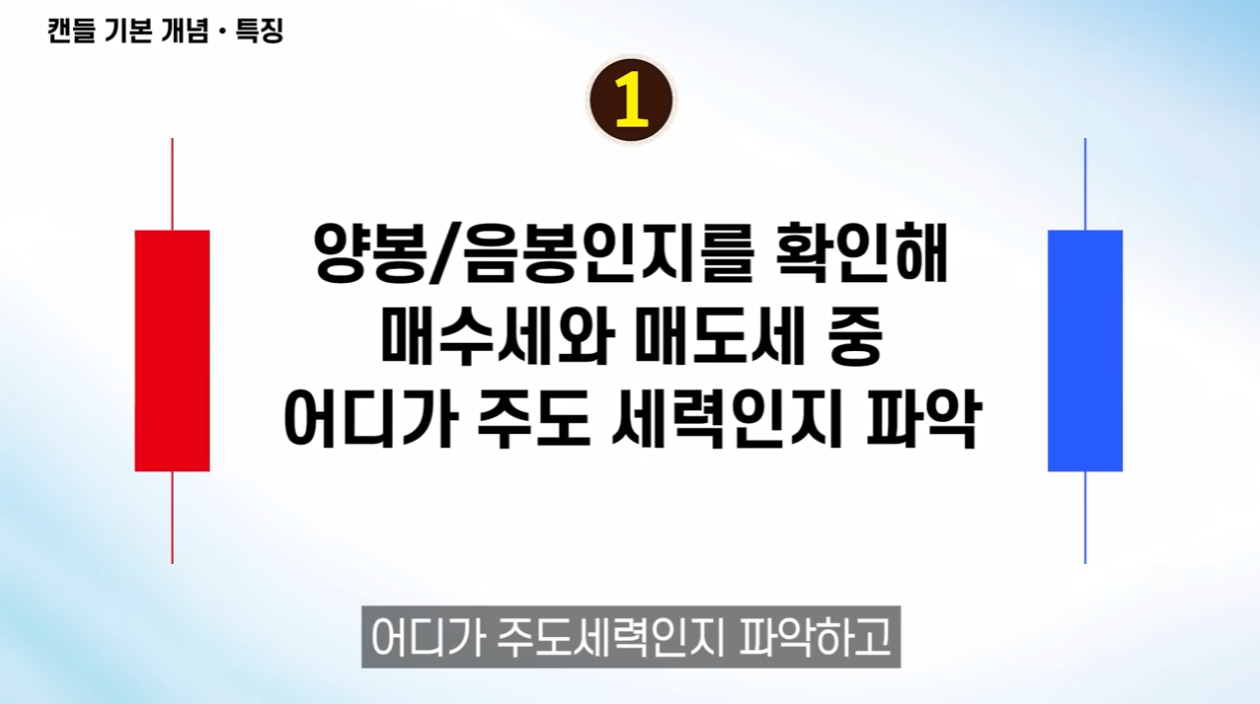 캔들 기본 개념 · 특징
1
양봉/음봉인지를 확인해
매수세와 매도세 중
어디가 주도 세력인지 파악
어디가 주도세력인지 파악하고